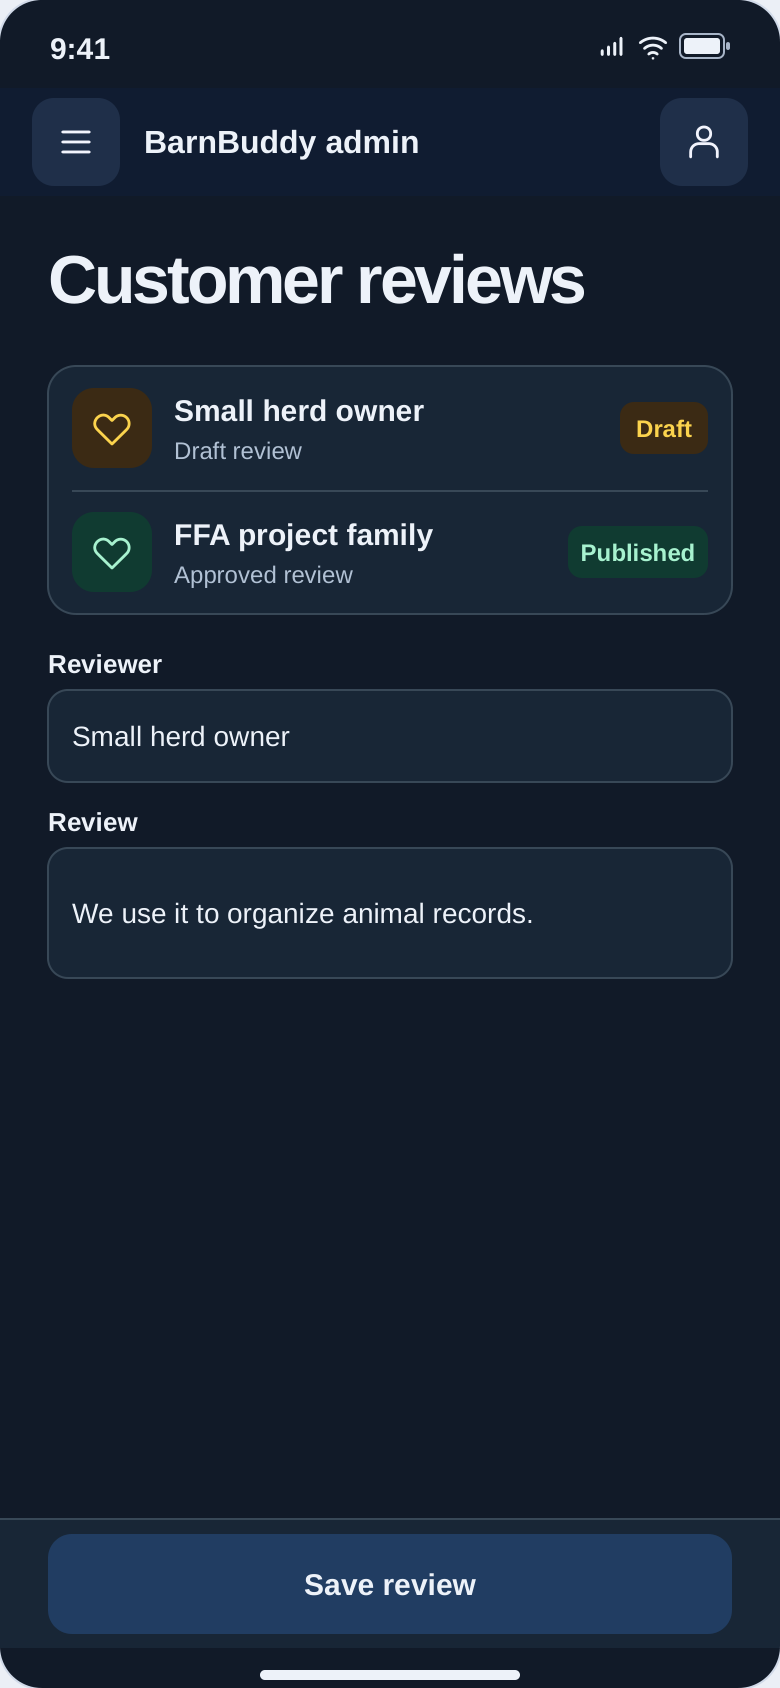 9:41
BarnBuddy admin
Customer reviews
Small herd owner
Draft review
Draft
FFA project family
Approved review
Published
Reviewer
Small herd owner
Review
We use it to organize animal records.
Save review